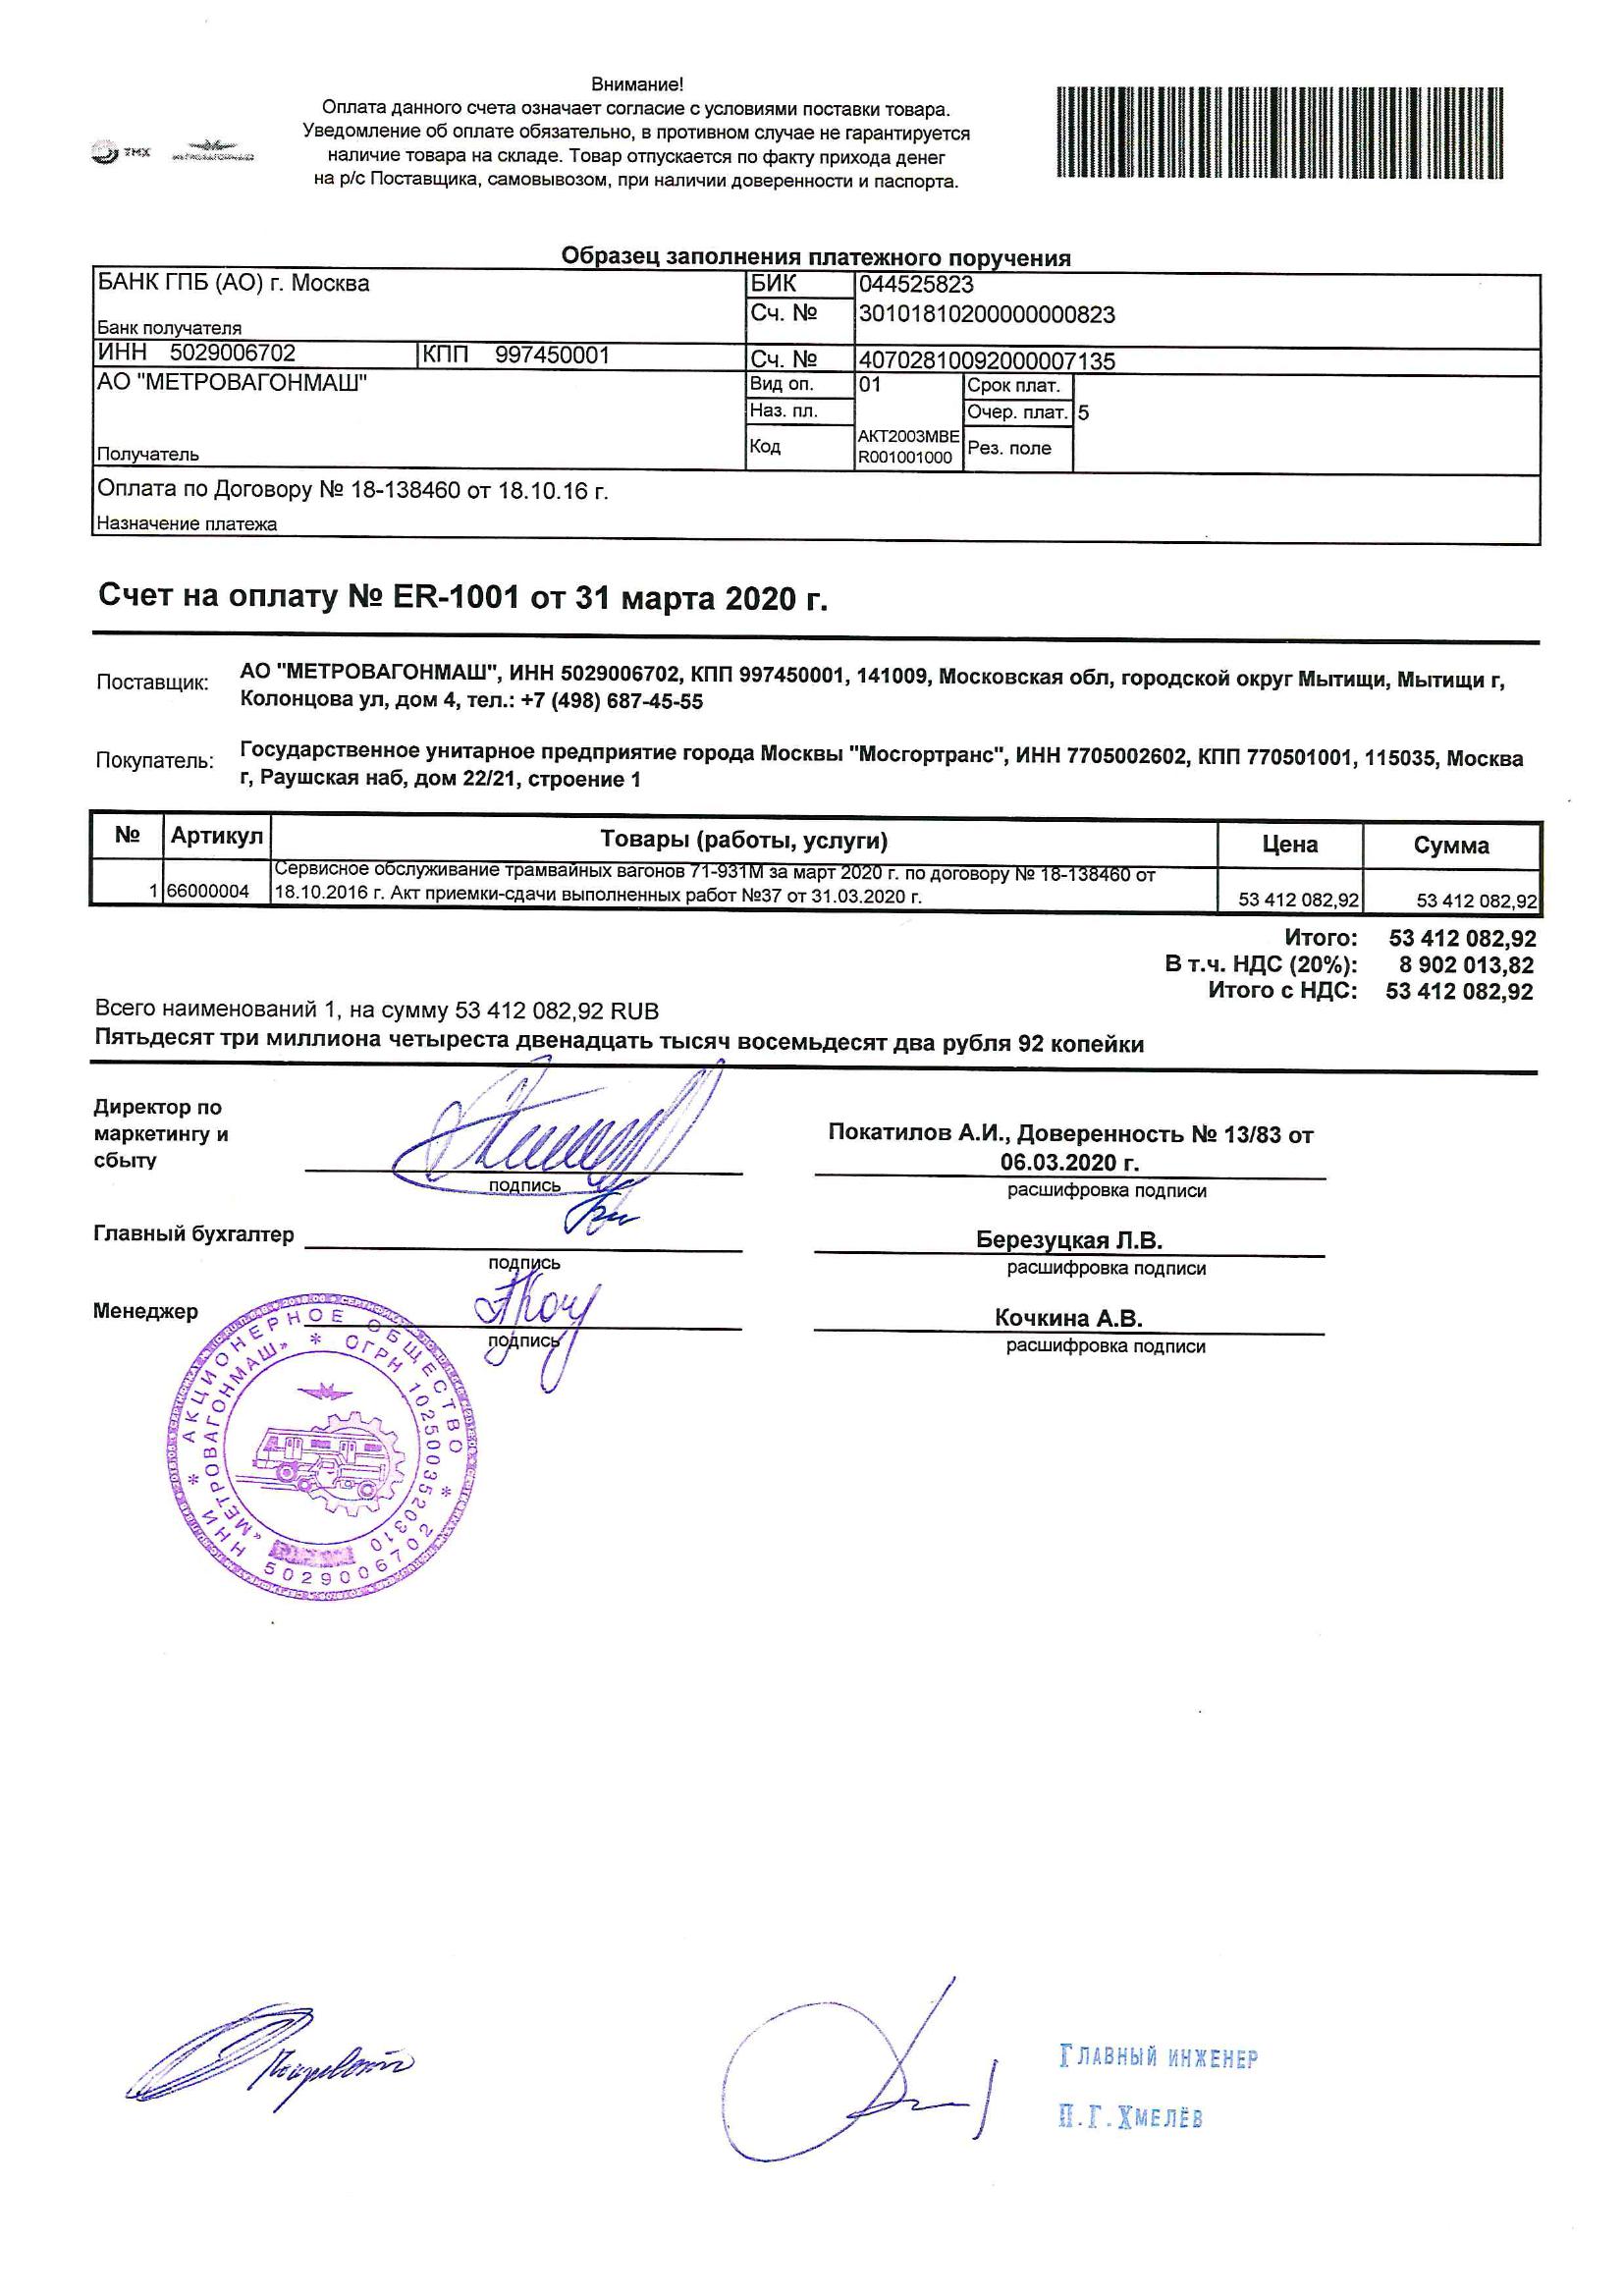 Внимание!
Оплата данного счета означает согласие с условиями поставки товара.
Уведомление об оплате обязательно, в противном случае не гарантируется
наличие товара на складе. Товар отпускается по факту прихода денег
на р/с Поставщика, самовывозом, при наличии доверенности и паспорта.
ТМХ МЕТРОВАГОНМАШ
Образец заполнения платежного поручения
БАНК ГПБ (АО) г. Москва БИК 044525823
Сч. № 30101810200000000823
Банк получателя
ИНН 5029006702 КПП 997450001 Сч. № 40702810092000007135
АО "МЕТРОВАГОНМАШ" Вид оп. 01 Срок плат.
Наз. пл. Очер. плат. 5
Получатель Код АКТ2003МВЕ Рез. поле
R001001000
Оплата по Договору № 18-138460 от 18.10.16 г.
Назначение платежа
Счет на оплату № ER-1001 от 31 марта 2020 г.
Поставщик: АО "МЕТРОВАГОНМАШ", ИНН 5029006702, КПП 997450001, 141009, Московская обл, городской округ Мытищи, Мытищи г,
Колонцова ул, дом 4, тел.: +7 (498) 687-45-55
Покупатель: Государственное унитарное предприятие города Москвы "Мосгортранс", ИНН 7705002602, КПП 770501001, 115035, Москва
г, Раушская наб, дом 22/21, строение 1
№ Артикул Товары (работы, услуги) Цена Сумма
1 66000004 Сервисное обслуживание трамвайных вагонов 71-931М за март 2020 г. по договору № 18-138460 от
18.10.2016 г. Акт приемки-сдачи выполненных работ №37 от 31.03.2020 г. 53 412 082,92 53 412 082,92
Итого: 53 412 082,92
В т.ч. НДС (20%): 8 902 013,82
Итого с НДС: 53 412 082,92
Всего наименований 1, на сумму 53 412 082,92 RUB
Пятьдесят три миллиона четыреста двенадцать тысяч восемьдесят два рубля 92 копейки
Директор по
маркетингу и
сбыту
Покатилов А.И., Доверенность № 13/83 от
06.03.2020 г.
подпись расшифровка подписи
Главный бухгалтер Березуцкая Л.В.
подпись расшифровка подписи
Менеджер Кочкина А.В.
подпись расшифровка подписи
* АКЦИОНЕРНОЕ ОБЩЕСТВО * ИНН 5029006702
«МЕТРОВАГОНМАШ» * ОГРН 1025003520310
ГЛАВНЫЙ ИНЖЕНЕР
П.Г.ХМЕЛЁВ